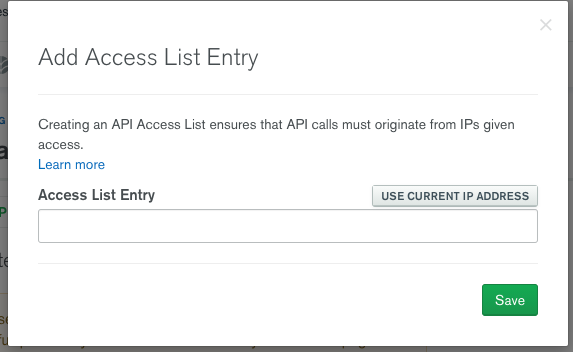 ×
Add Access List Entry
Creating an API Access List ensures that API calls must originate from IPs given
access.
Learn more
Access List Entry
USE CURRENT IP ADDRESS
Save